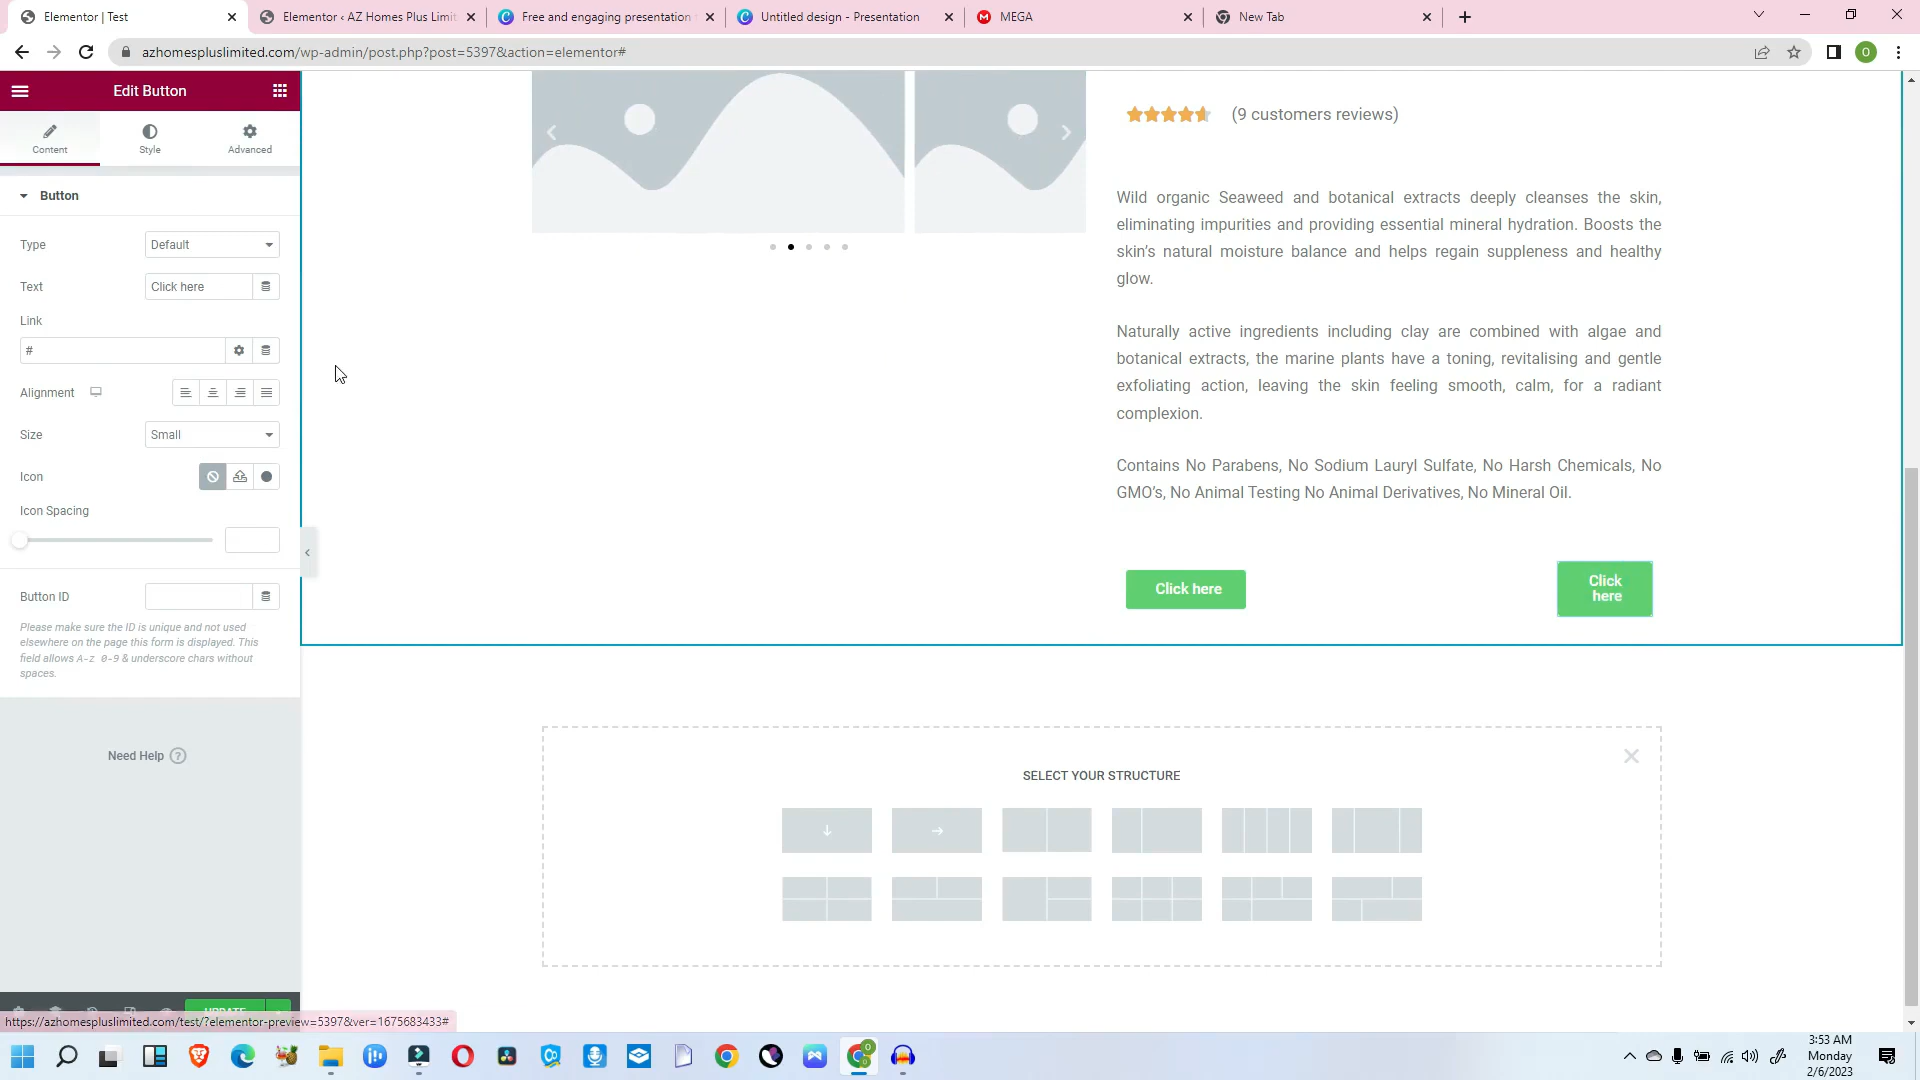 Elementor | Test
Elementor ‹ AZ Homes Plus Limit
Free and engaging presentation
Untitled design - Presentation
MEGA
New Tab
azhomespluslimited.com/wp-admin/post.php?post=5397&action=elementor#
O
Edit Button
Content
Style
Advanced
Button
Type
Default
Text
Click here
Link
#
Alignment
Size
Small
Icon
Icon Spacing
Button ID
Please make sure the ID is unique and not used
elsewhere on the page this form is displayed. This
field allows A-z 0-9 & underscore chars without
spaces.
Need Help ?
UPDATE
https://azhomespluslimited.com/test/?elementor-preview=5397&ver=1675683433#
(9 customers reviews)
Wild organic Seaweed and botanical extracts deeply cleanses the skin,
eliminating impurities and providing essential mineral hydration. Boosts the
skin’s natural moisture balance and helps regain suppleness and healthy
glow.
Naturally active ingredients including clay are combined with algae and
botanical extracts, the marine plants have a toning, revitalising and gentle
exfoliating action, leaving the skin feeling smooth, calm, for a radiant
complexion.
Contains No Parabens, No Sodium Lauryl Sulfate, No Harsh Chemicals, No
GMO’s, No Animal Testing No Animal Derivatives, No Mineral Oil.
Click here
Click
here
SELECT YOUR STRUCTURE
3:53 AM
Monday
2/6/2023